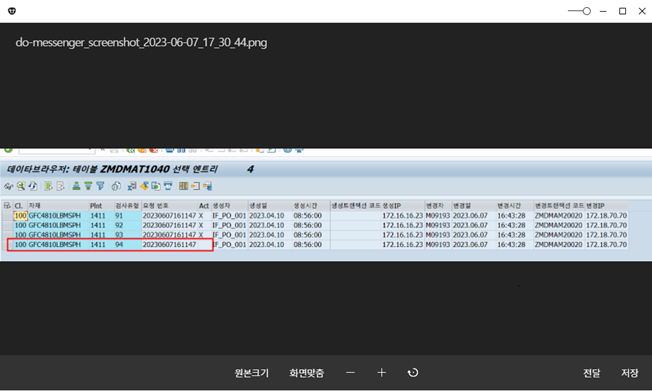 do-messenger_screenshot_2023-06-07_17_30_44.png
데이타브라우저: 테이블 ZMDMAT1040 선택 엔트리 4
CL. 자재 Plnt 검사유형 요청 번호 Act 생성자 생성일 생성시간 생성트랜잭션 코드 생성IP 변경자 변경일 변경시간 변경트랜잭션 코드 변경IP
100 GFC4810LBMSPH 1411 91 20230607161147 X IF_PO_001 2023.04.10 08:56:00 172.16.16.23 M09193 2023.06.07 16:43:28 ZMDMAM20020 172.18.70.70
100 GFC4810LBMSPH 1411 92 20230607161147 X IF_PO_001 2023.04.10 08:56:00 172.16.16.23 M09193 2023.06.07 16:43:28 ZMDMAM20020 172.18.70.70
100 GFC4810LBMSPH 1411 93 20230607161147 X IF_PO_001 2023.04.10 08:56:00 172.16.16.23 M09193 2023.06.07 16:43:28 ZMDMAM20020 172.18.70.70
100 GFC4810LBMSPH 1411 94 20230607161147 IF_PO_001 2023.04.10 08:56:00 172.16.16.23 M09193 2023.06.07 16:43:28 ZMDMAM20020 172.18.70.70
원본크기 화면맞춤 전달 저장